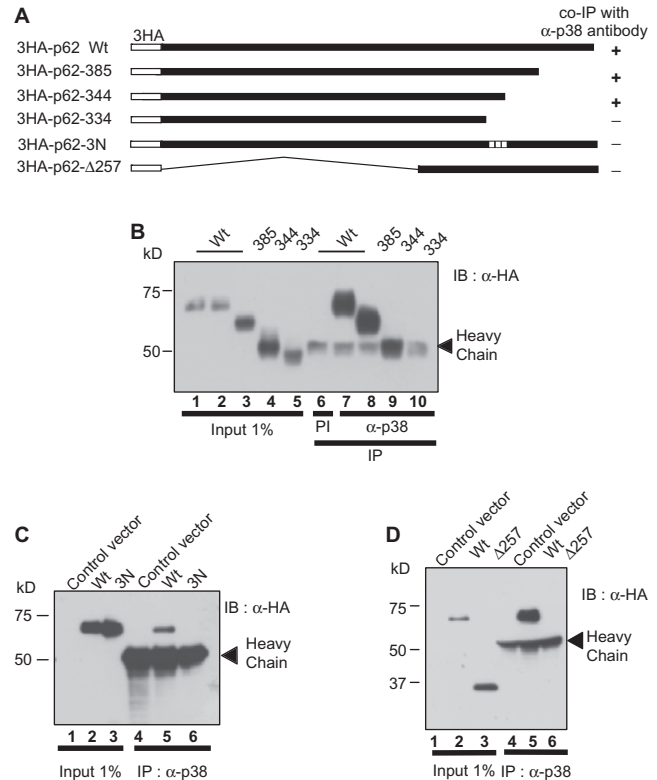 A
co-IP with
α-p38 antibody
3HA
3HA-p62 Wt +
3HA-p62-385 +
3HA-p62-344 +
3HA-p62-334 –
3HA-p62-3N –
3HA-p62-Δ257 –
B
Wt 385 344 334 Wt 385 344 334
kD
75
50
IB : α-HA
Heavy
Chain
1 2 3 4 5 6 7 8 9 10
Input 1% PI α-p38
IP
C
Control vector Wt 3N Control vector Wt 3N
kD
75
50
IB : α-HA
Heavy
Chain
1 2 3 4 5 6
Input 1% IP : α-p38
D
Control vector Wt Δ257 Control vector Wt Δ257
kD
75
50
37
IB : α-HA
Heavy
Chain
1 2 3 4 5 6
Input 1% IP : α-p38